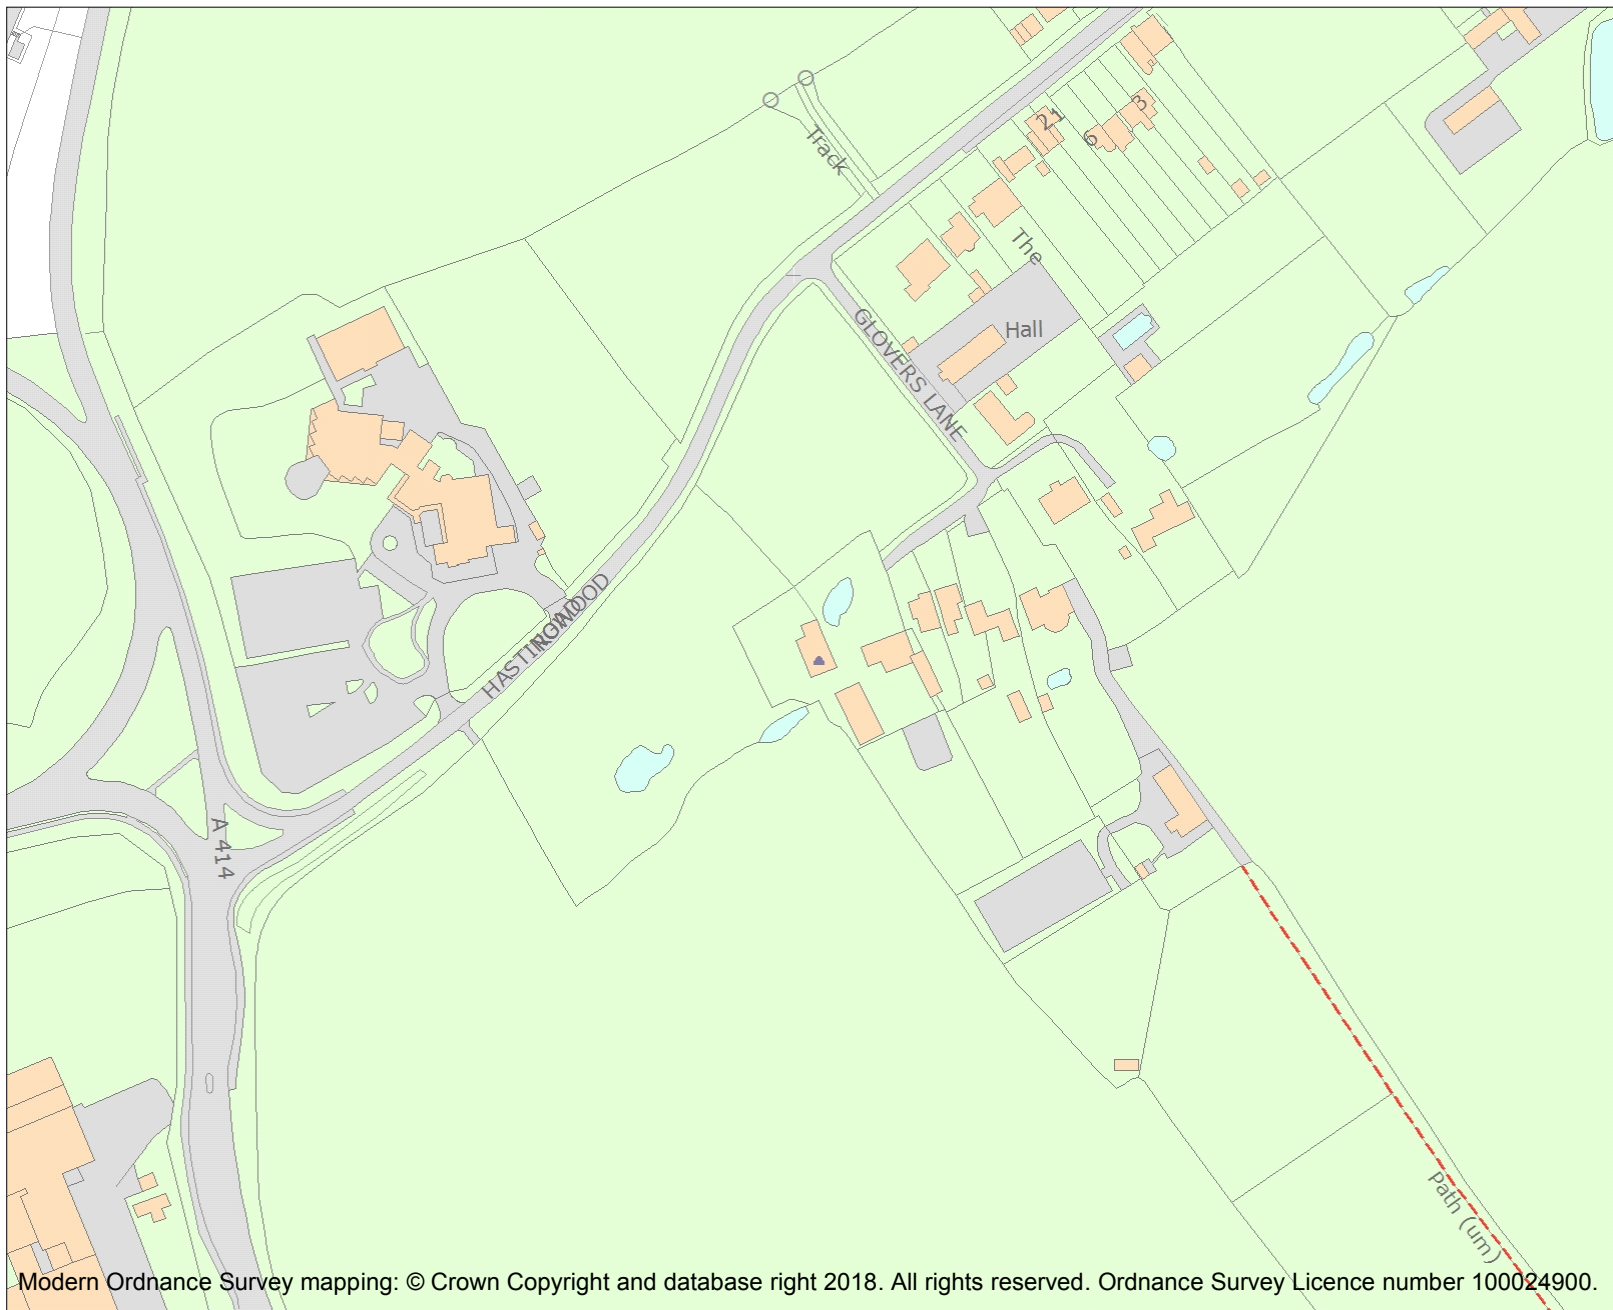 Track
21
3
6
The
Hall
GLOVERS LANE
HASTINGWOOD
ROAD
A 414
Path (um)
Modern Ordnance Survey mapping: © Crown Copyright and database right 2018. All rights reserved. Ordnance Survey Licence number 100024900.